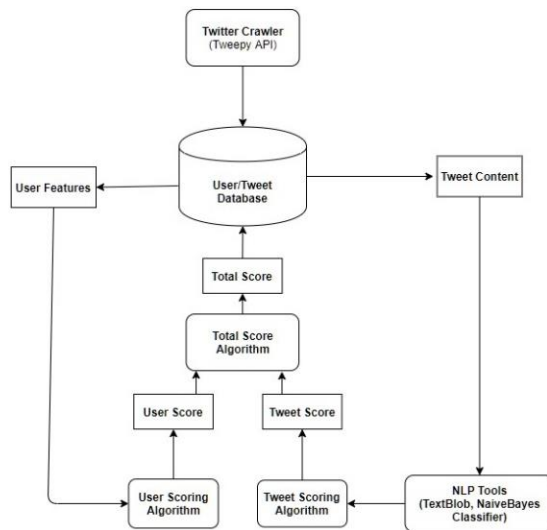 Twitter Crawler
(Tweepy API)
User/Tweet
Database
User Features
Tweet Content
Total Score
Total Score
Algorithm
User Score
Tweet Score
User Scoring
Algorithm
Tweet Scoring
Algorithm
NLP Tools
(TextBlob, NaiveBayes
Classifier)